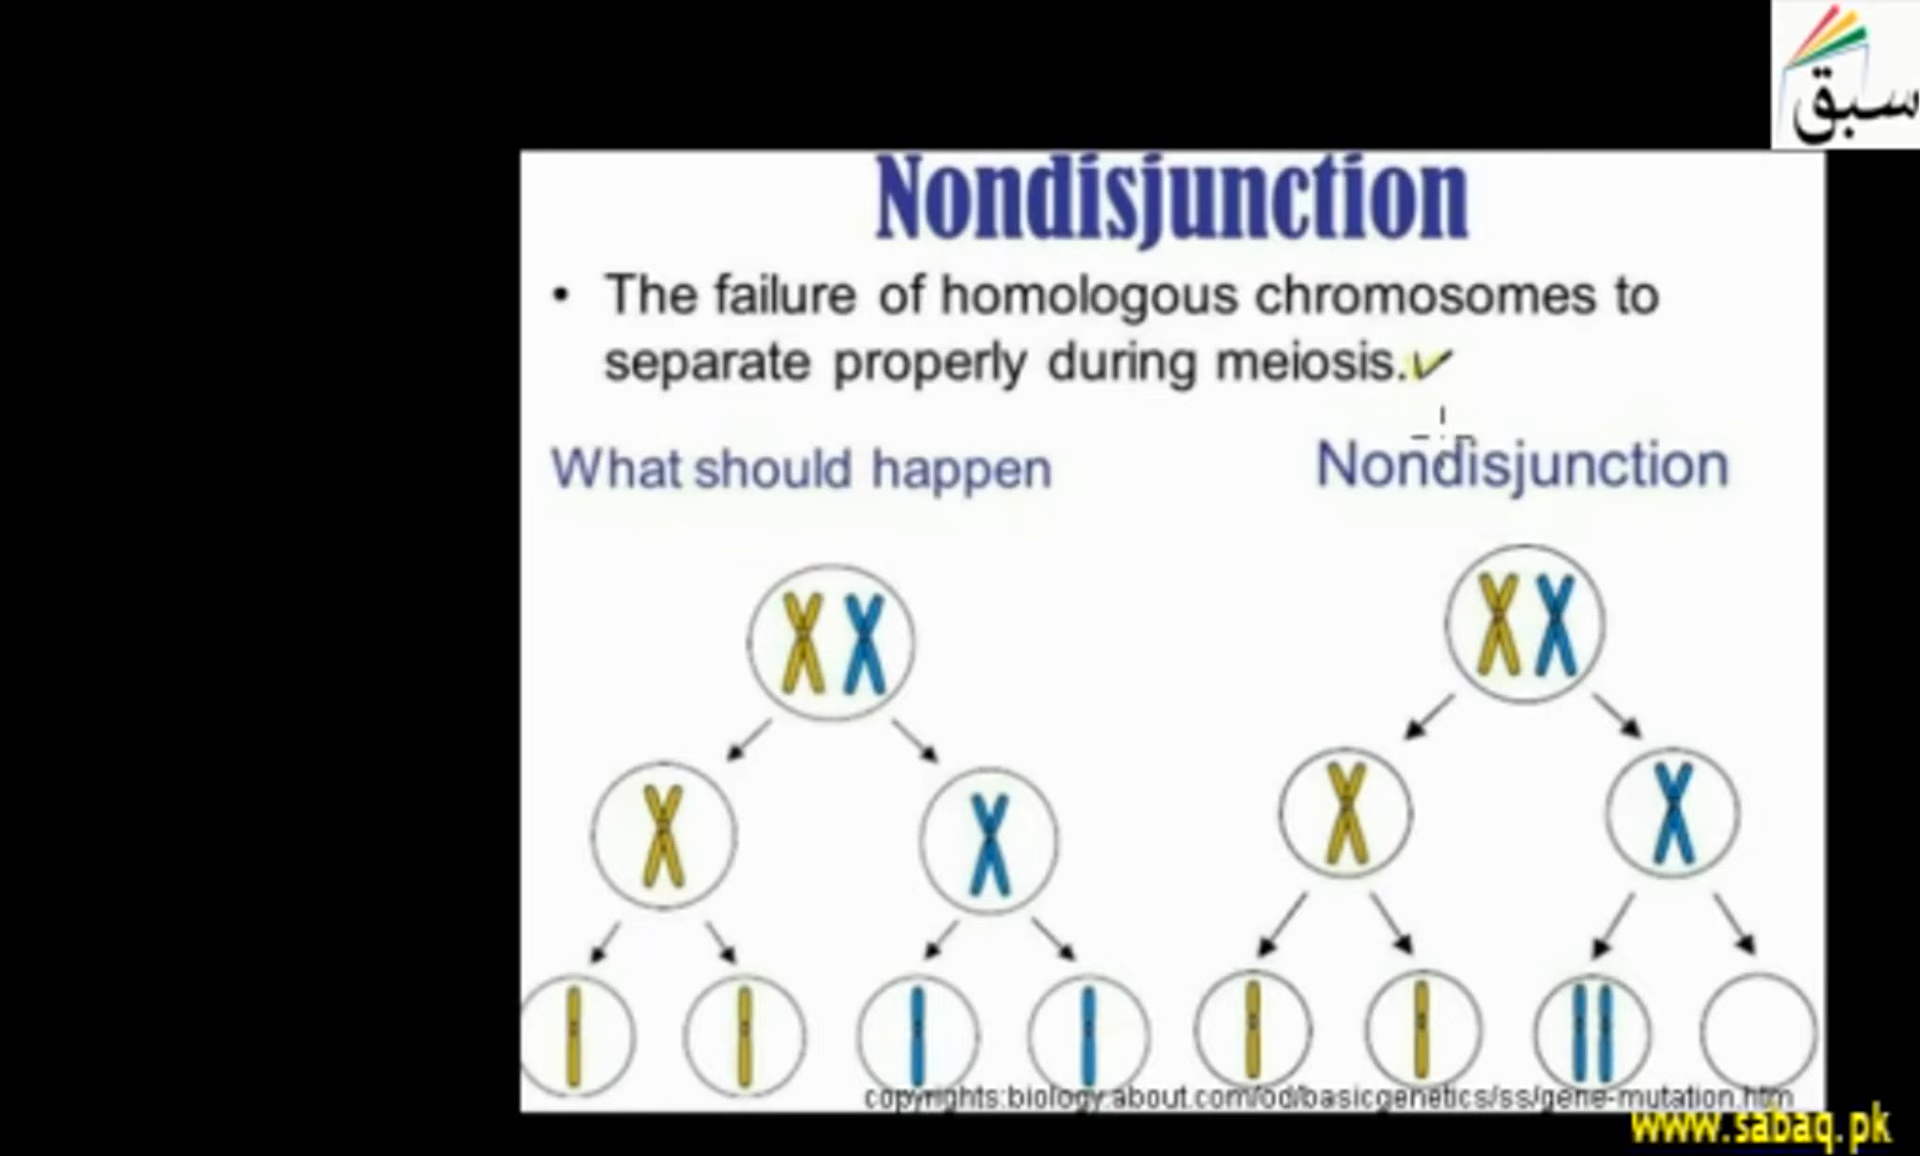 سبق
Nondisjunction
• The failure of homologous chromosomes to
separate properly during meiosis.
What should happen
Nondisjunction
copyrights:biology.about.com/od/basicgenetics/ss/gene-mutation.htm
www.sabaq.pk